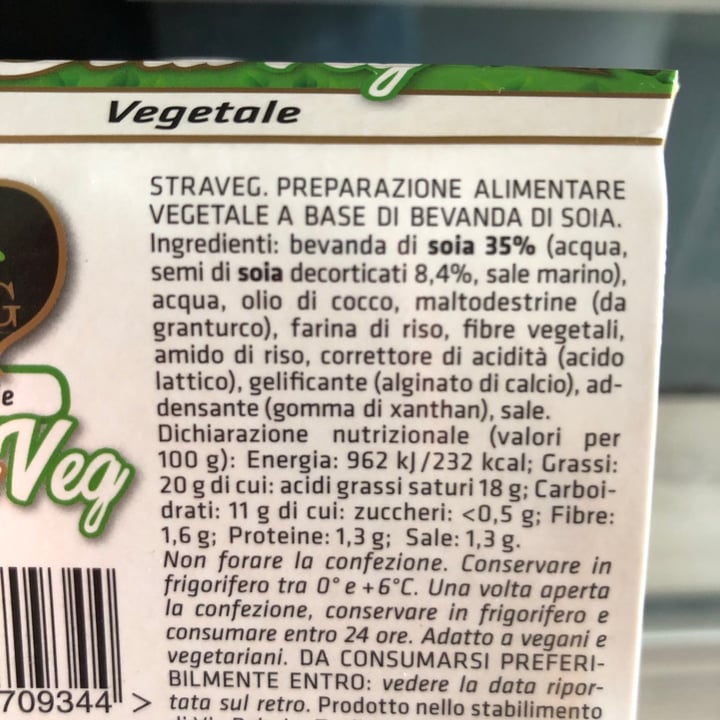 Vegetale
STRAVEG. PREPARAZIONE ALIMENTARE
VEGETALE A BASE DI BEVANDA DI SOIA.
Ingredienti: bevanda di soia 35% (acqua,
semi di soia decorticati 8,4%, sale marino),
acqua, olio di cocco, maltodestrine (da
granturco), farina di riso, fibre vegetali,
amido di riso, correttore di acidità (acido
lattico), gelificante (alginato di calcio), ad-
densante (gomma di xanthan), sale.
Dichiarazione nutrizionale (valori per
100 g): Energia: 962 kJ/232 kcal; Grassi:
20 g di cui: acidi grassi saturi 18 g; Carboi-
drati: 11 g di cui: zuccheri: <0,5 g; Fibre:
1,6 g; Proteine: 1,3 g; Sale: 1,3 g.
Non forare la confezione. Conservare in
frigorifero tra 0° e +6°C. Una volta aperta
la confezione, conservare in frigorifero e
consumare entro 24 ore. Adatto a vegani e
vegetariani. DA CONSUMARSI PREFERI-
BILMENTE ENTRO: vedere la data ripor-
tata sul retro. Prodotto nello stabilimento
G
e
Veg
709344 >